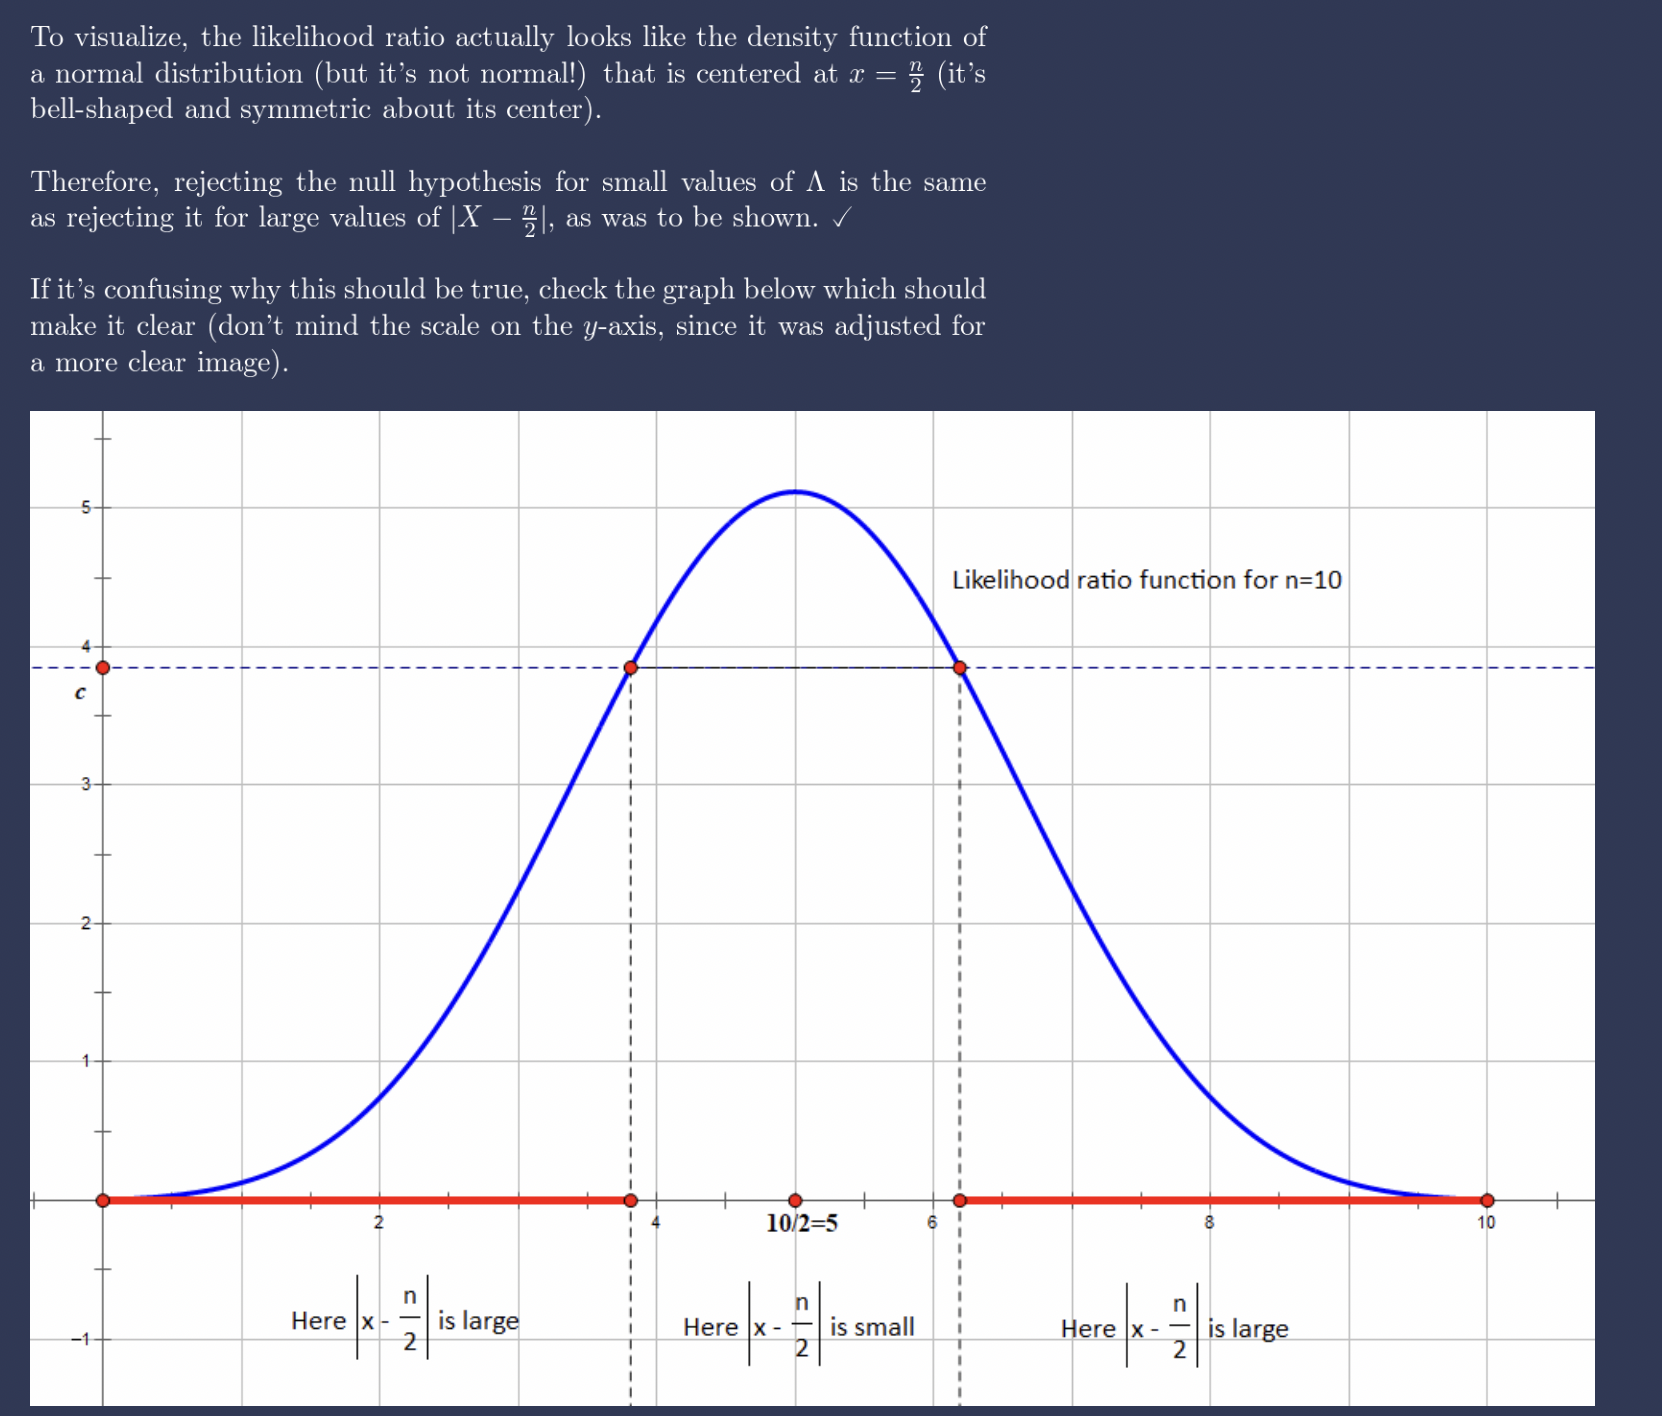 To visualize, the likelihood ratio actually looks like the density function of
a normal distribution (but it's not normal!) that is centered at x = n/2 (it's
bell-shaped and symmetric about its center).
Therefore, rejecting the null hypothesis for small values of Λ is the same
as rejecting it for large values of |X − n/2|, as was to be shown. ✓
If it's confusing why this should be true, check the graph below which should
make it clear (don't mind the scale on the y-axis, since it was adjusted for
a more clear image).
5
Likelihood ratio function for n=10
4
c
3
2
1
2 4 10/2=5 6 8 10
Here |x - n/2| is large
Here |x - n/2| is small
Here |x - n/2| is large
−1